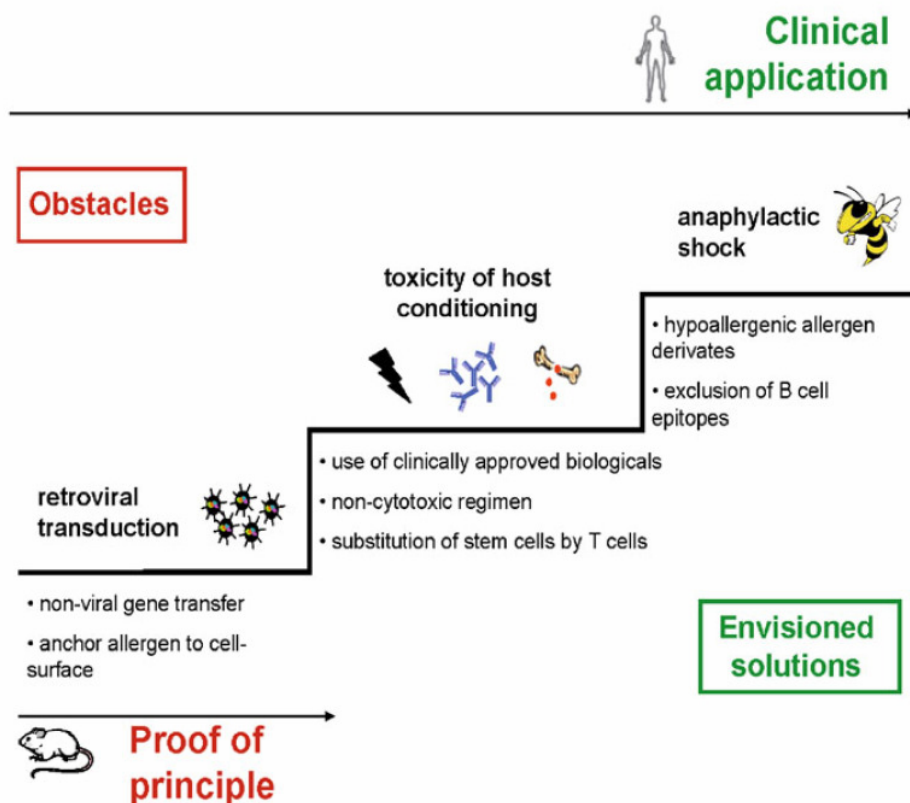 Clinical
application
Obstacles
anaphylactic
shock
toxicity of host
conditioning
• hypoallergenic allergen
derivates
• exclusion of B cell
epitopes
retroviral
transduction
• use of clinically approved biologicals
• non-cytotoxic regimen
• substitution of stem cells by T cells
• non-viral gene transfer
• anchor allergen to cell-
surface
Envisioned
solutions
Proof of
principle